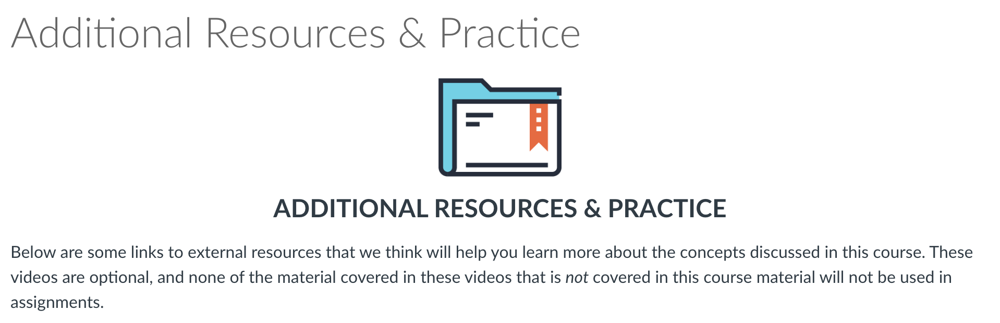 Additional Resources & Practice
ADDITIONAL RESOURCES & PRACTICE
Below are some links to external resources that we think will help you learn more about the concepts discussed in this course. These
videos are optional, and none of the material covered in these videos that is not covered in this course material will not be used in
assignments.